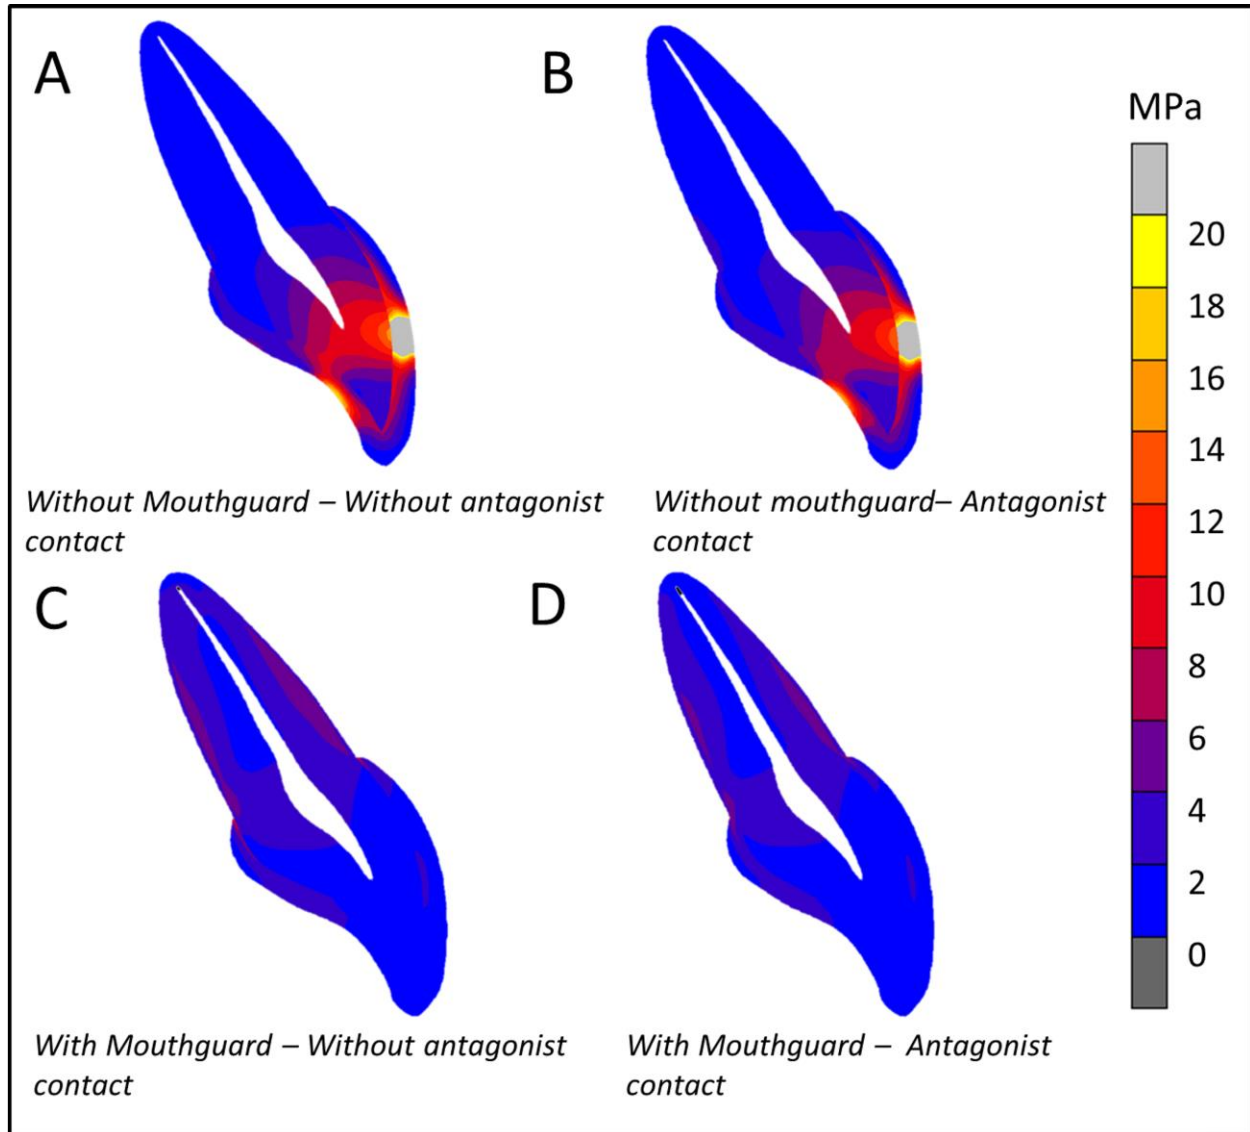 A
B
MPa
20
18
16
14
12
10
8
6
4
2
0
Without Mouthguard – Without antagonist
contact
Without mouthguard– Antagonist
contact
C
D
With Mouthguard – Without antagonist
contact
With Mouthguard – Antagonist
contact